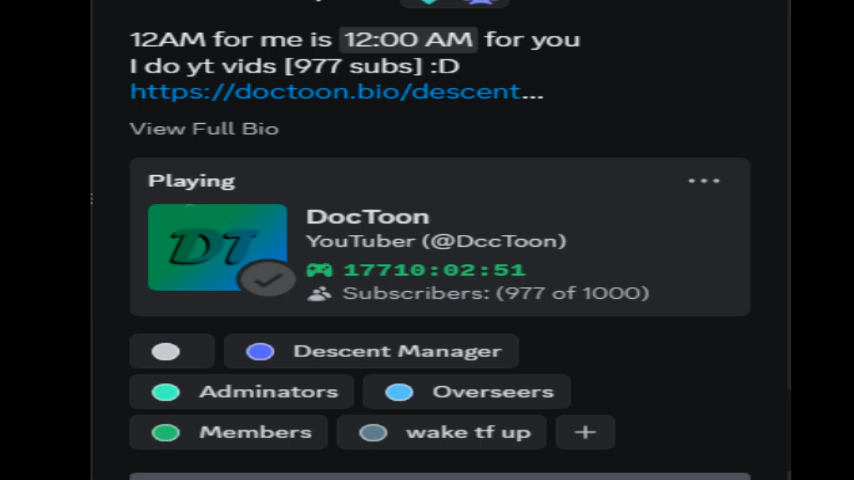 12AM for me is 12:00 AM for you
I do yt vids [977 subs] :D
https://doctoon.bio/descent...
View Full Bio
Playing
DT
DocToon
YouTuber (@DccToon)
17710:02:51
Subscribers: (977 of 1000)
Descent Manager
Adminators
Overseers
Members
wake tf up